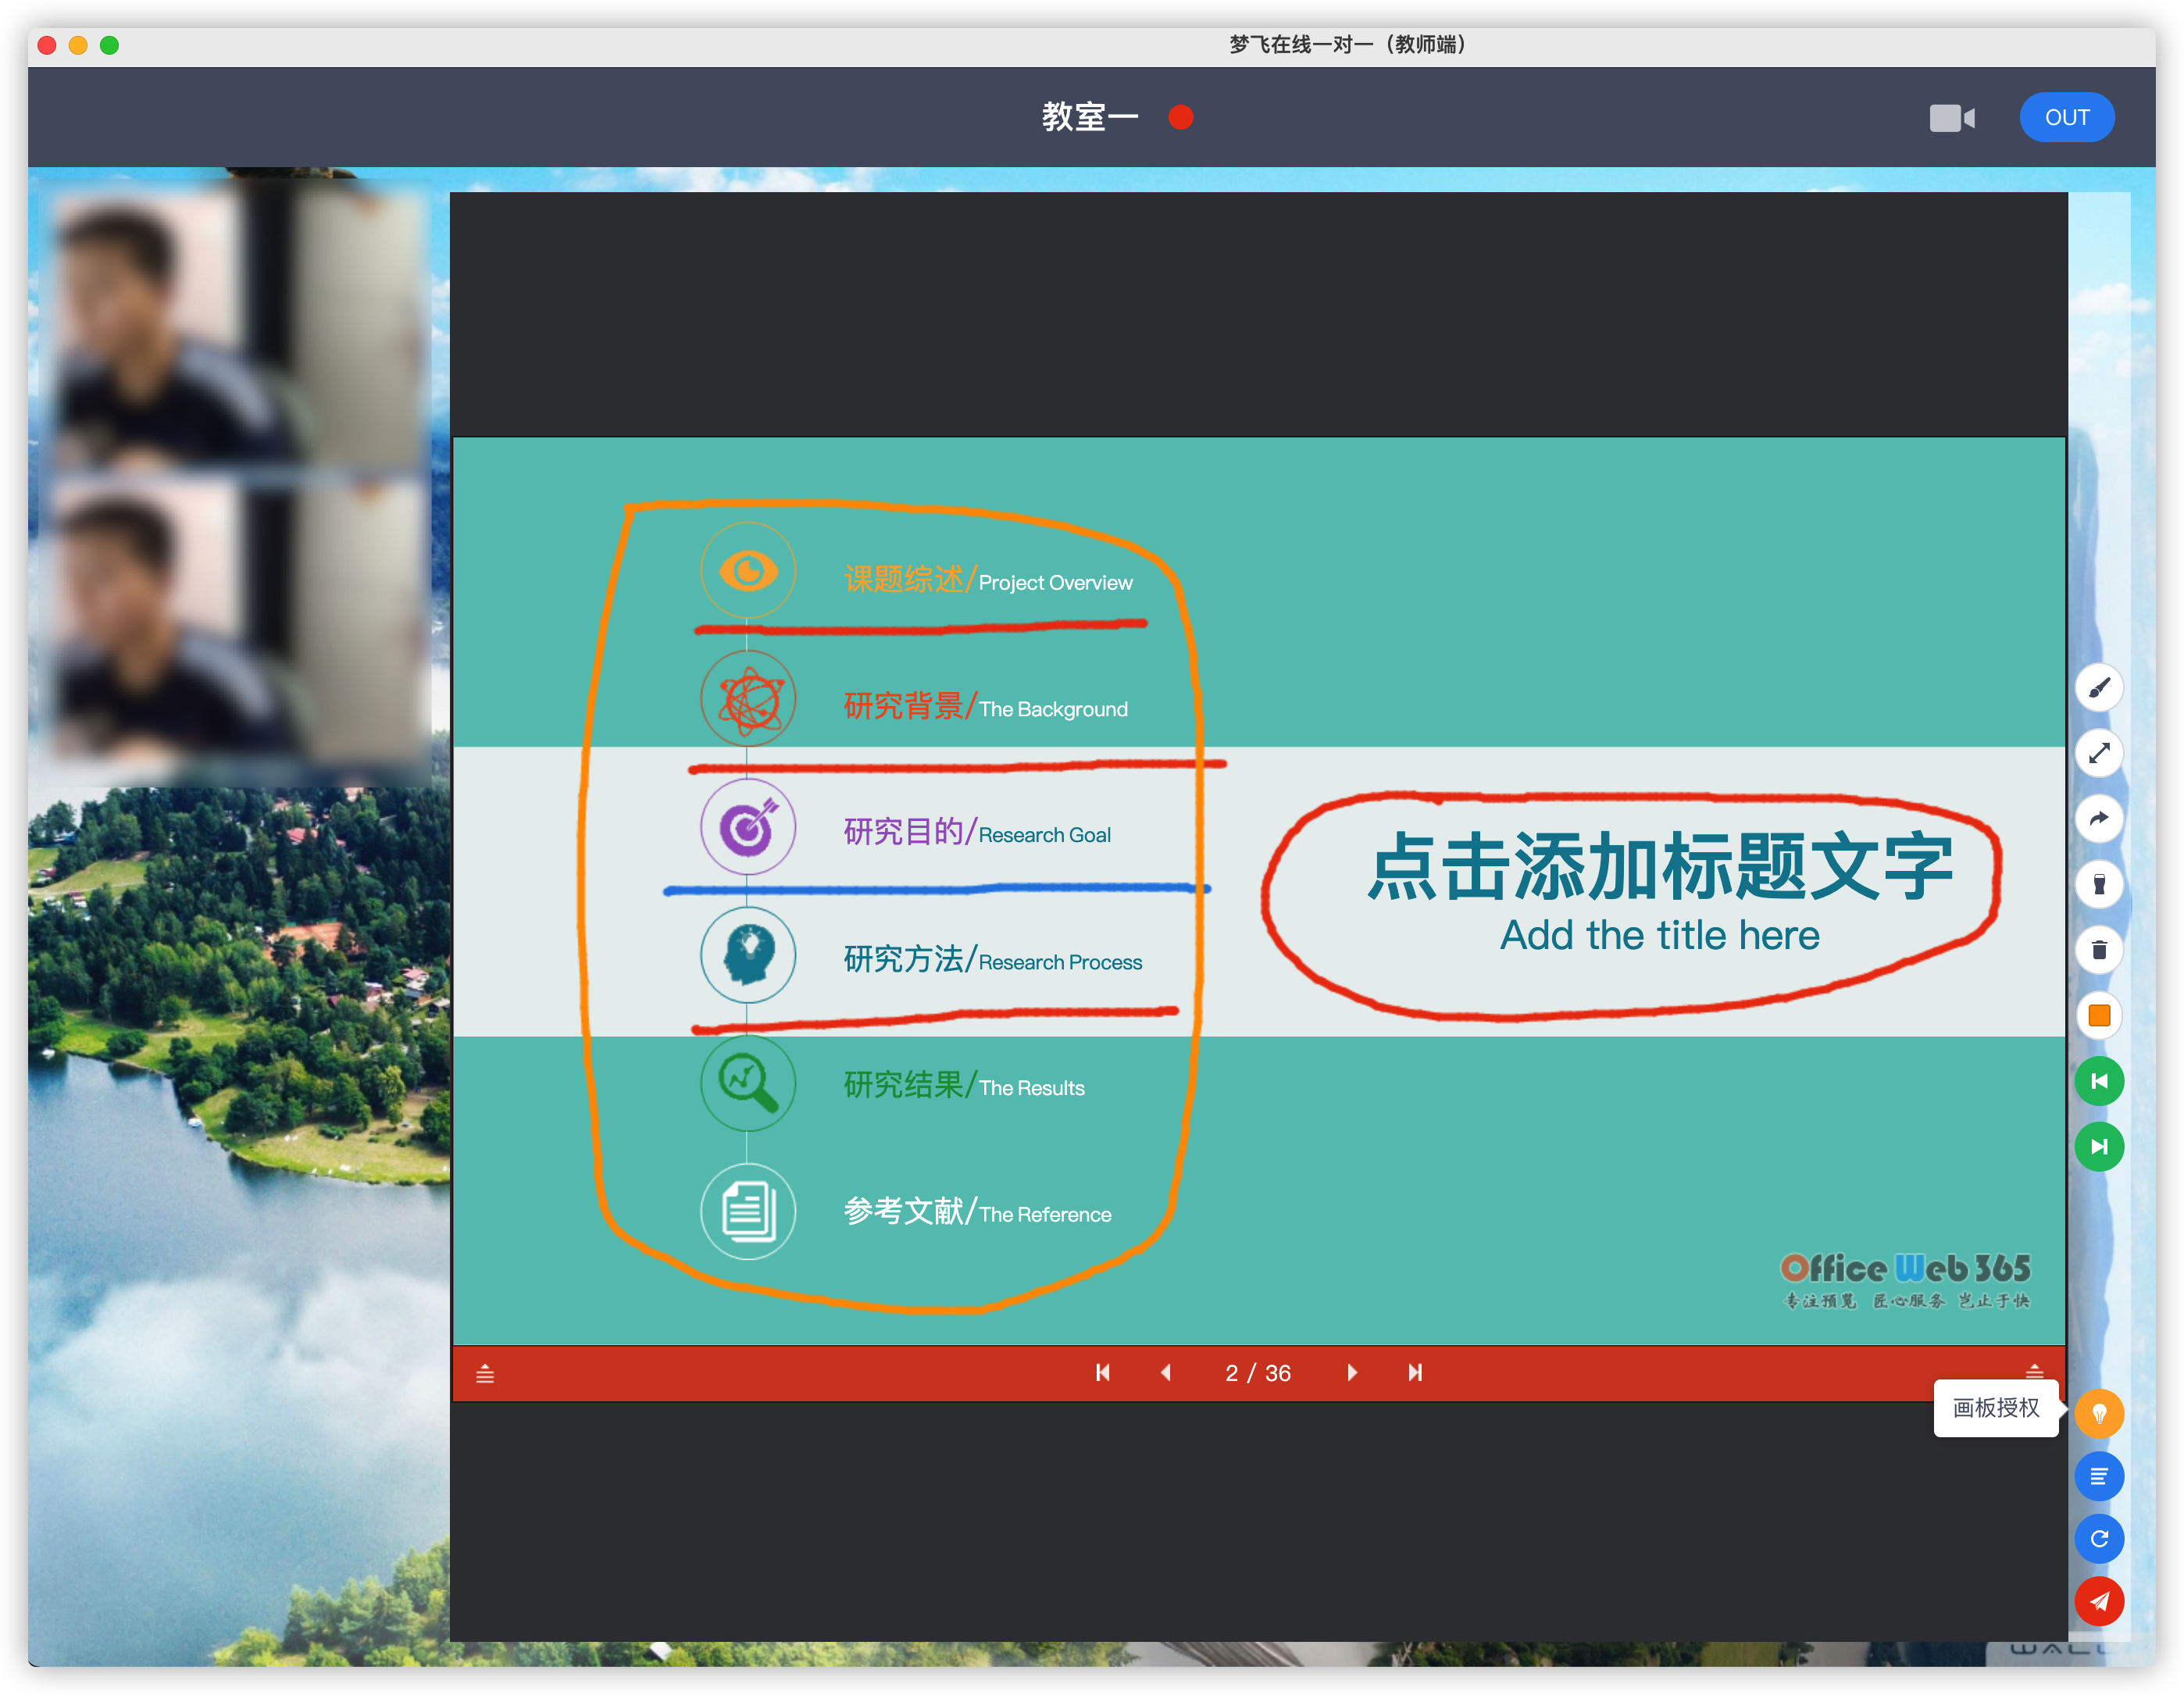 梦飞在线一对一（教师端）
教室一
OUT
课题综述/Project Overview
研究背景/The Background
研究目的/Research Goal
研究方法/Research Process
研究结果/The Results
参考文献/The Reference
点击添加标题文字
Add the title here
Office Web 365
专注预览 匠心服务 岂止于快
2 / 36
画板授权